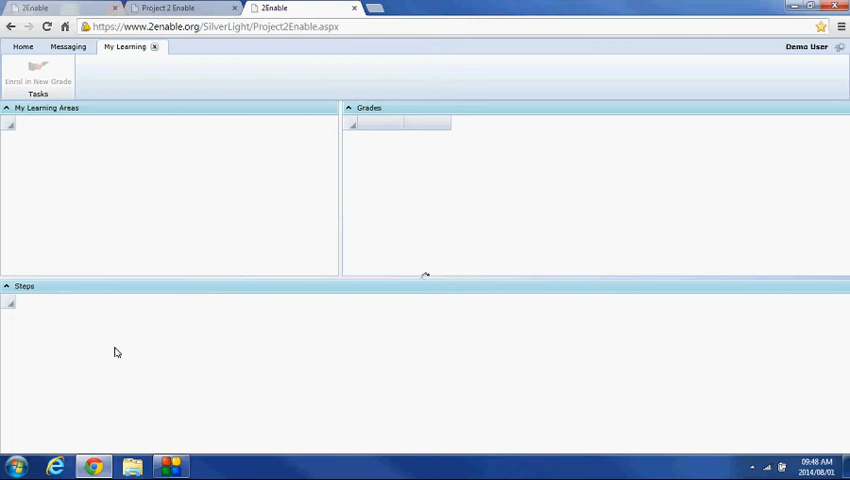 2Enable
Project 2 Enable
2Enable
https://www.2enable.org/SilverLight/Project2Enable.aspx
Home
Messaging
My Learning
Demo User
Enrol in New Grade
Tasks
My Learning Areas
Grades
Steps
09:48 AM
2014/08/01